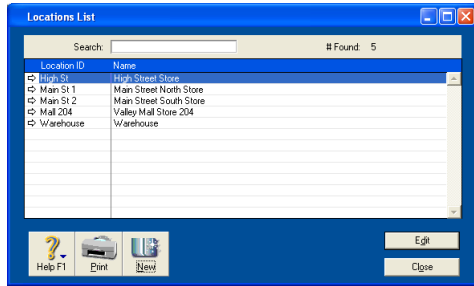 Locations List
Search: # Found: 5
Location ID Name
High St High Street Store
Main St 1 Main Street North Store
Main St 2 Main Street South Store
Mall 204 Valley Mall Store 204
Warehouse Warehouse
Edit
Help F1 Print New Close